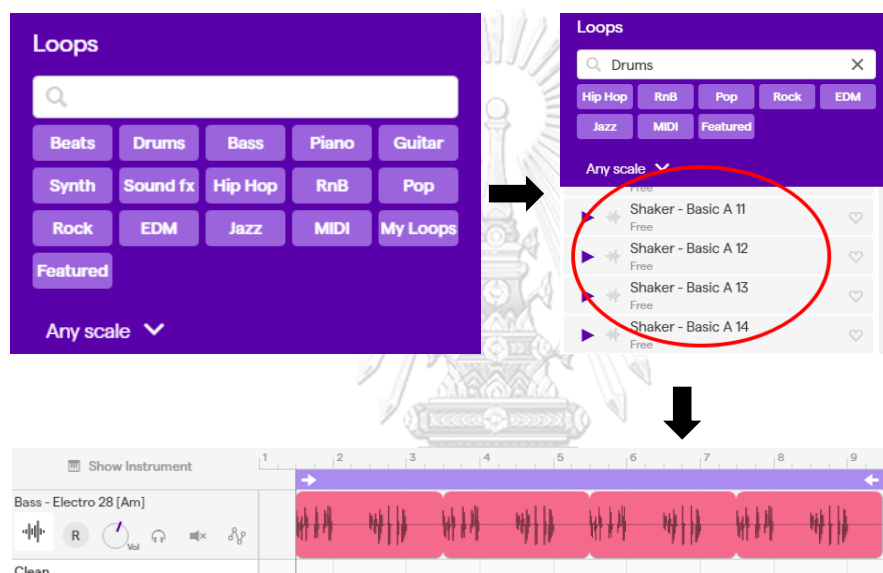 Loops
Beats Drums Bass Piano Guitar
Synth Sound fx Hip Hop RnB Pop
Rock EDM Jazz MIDI My Loops
Featured
Any scale
Loops
Drums
Hip Hop RnB Pop Rock EDM
Jazz MIDI Featured
Any scale
Free
Shaker - Basic A 11
Free
Shaker - Basic A 12
Free
Shaker - Basic A 13
Free
Shaker - Basic A 14
Free
Show Instrument 1 2 3 4 5 6 7 8 9
Bass - Electro 28 [Am]
R Vol
Clean